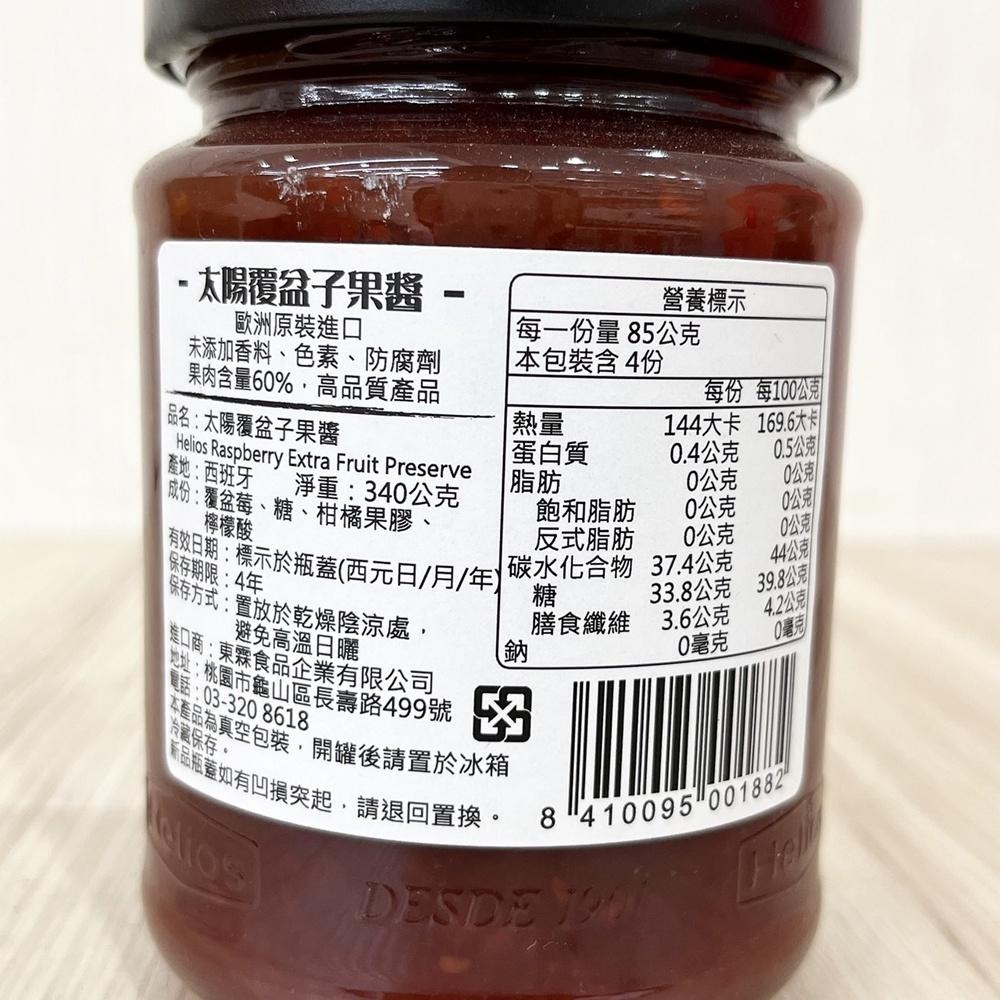 - 太陽覆盆子果醬 -
歐洲原裝進口
未添加香料、色素、防腐劑
果肉含量60%，高品質產品
品名：太陽覆盆子果醬
Helios Raspberry Extra Fruit Preserve
產地：西班牙 淨重：340公克
成份：覆盆莓、糖、柑橘果膠、
檸檬酸
有效日期：標示於瓶蓋(西元日/月/年)
保存期限：4年
保存方式：置放於乾燥陰涼處，
避免高溫日曬
進口商：東霖食品企業有限公司
地址：桃園市龜山區長壽路499號
電話：03-320 8618
本產品為真空包裝，開罐後請置於冰箱
冷藏保存。
新品瓶蓋如有凹損突起，請退回置換。
營養標示
每一份量 85公克
本包裝含 4份
每份 每100公克
熱量 144大卡 169.6大卡
蛋白質 0.4公克 0.5公克
脂肪 0公克 0公克
飽和脂肪 0公克 0公克
反式脂肪 0公克 0公克
碳水化合物 37.4公克 44公克
糖 33.8公克 39.8公克
膳食纖維 3.6公克 4.2公克
鈉 0毫克 0毫克
8 410095 001882
Helios
DESDE